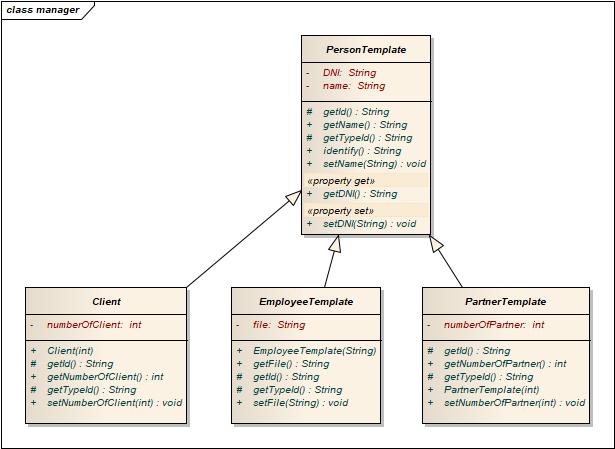 class manager
PersonTemplate
- DNI: String
- name: String
# getId() : String
+ getName() : String
# getTypeId() : String
+ identify() : String
+ setName(String) : void
«property get»
+ getDNI() : String
«property set»
+ setDNI(String) : void
Client
- numberOfClient: int
+ Client(int)
# getId() : String
+ getNumberOfClient() : int
# getTypeId() : String
+ setNumberOfClient(int) : void
EmployeeTemplate
- file: String
+ EmployeeTemplate(String)
+ getFile() : String
# getId() : String
# getTypeId() : String
+ setFile(String) : void
PartnerTemplate
- numberOfPartner: int
# getId() : String
+ getNumberOfPartner() : int
# getTypeId() : String
+ PartnerTemplate(int)
+ setNumberOfPartner(int) : void